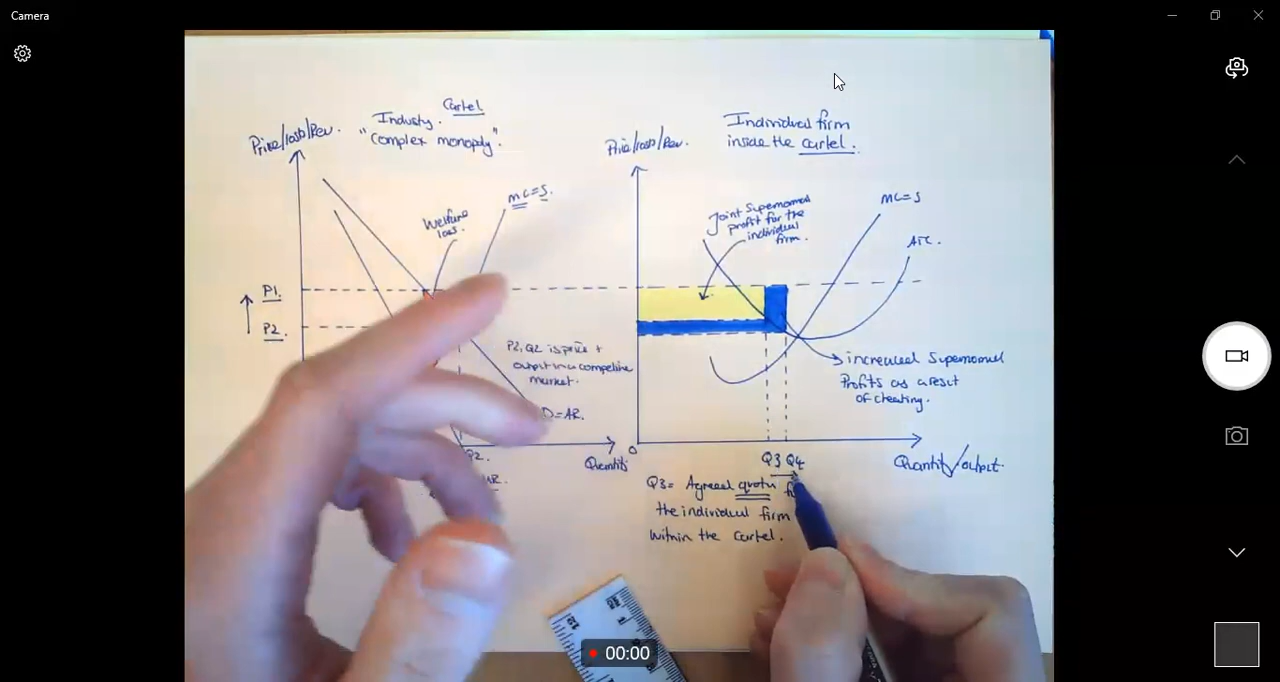 Camera
Cartel
Industry.
"Complex monopoly".
Price/Cost/Rev.
Welfare
loss.
MC=S.
P1.
P2.
P2, Q2 is price +
output in a competitive
market.
D=AR.
Q2.
Quantity
Individual firm
inside the cartel.
Price/Cost/Rev.
Joint Supernormal
profit for the
individual
firm.
MC=S
ATC.
increased Supernormal
Profits as a result
of cheating.
0
Q3 Q4
Quantity/output.
Q3= Agreed quota
the individual firm
within the cartel.
00:00